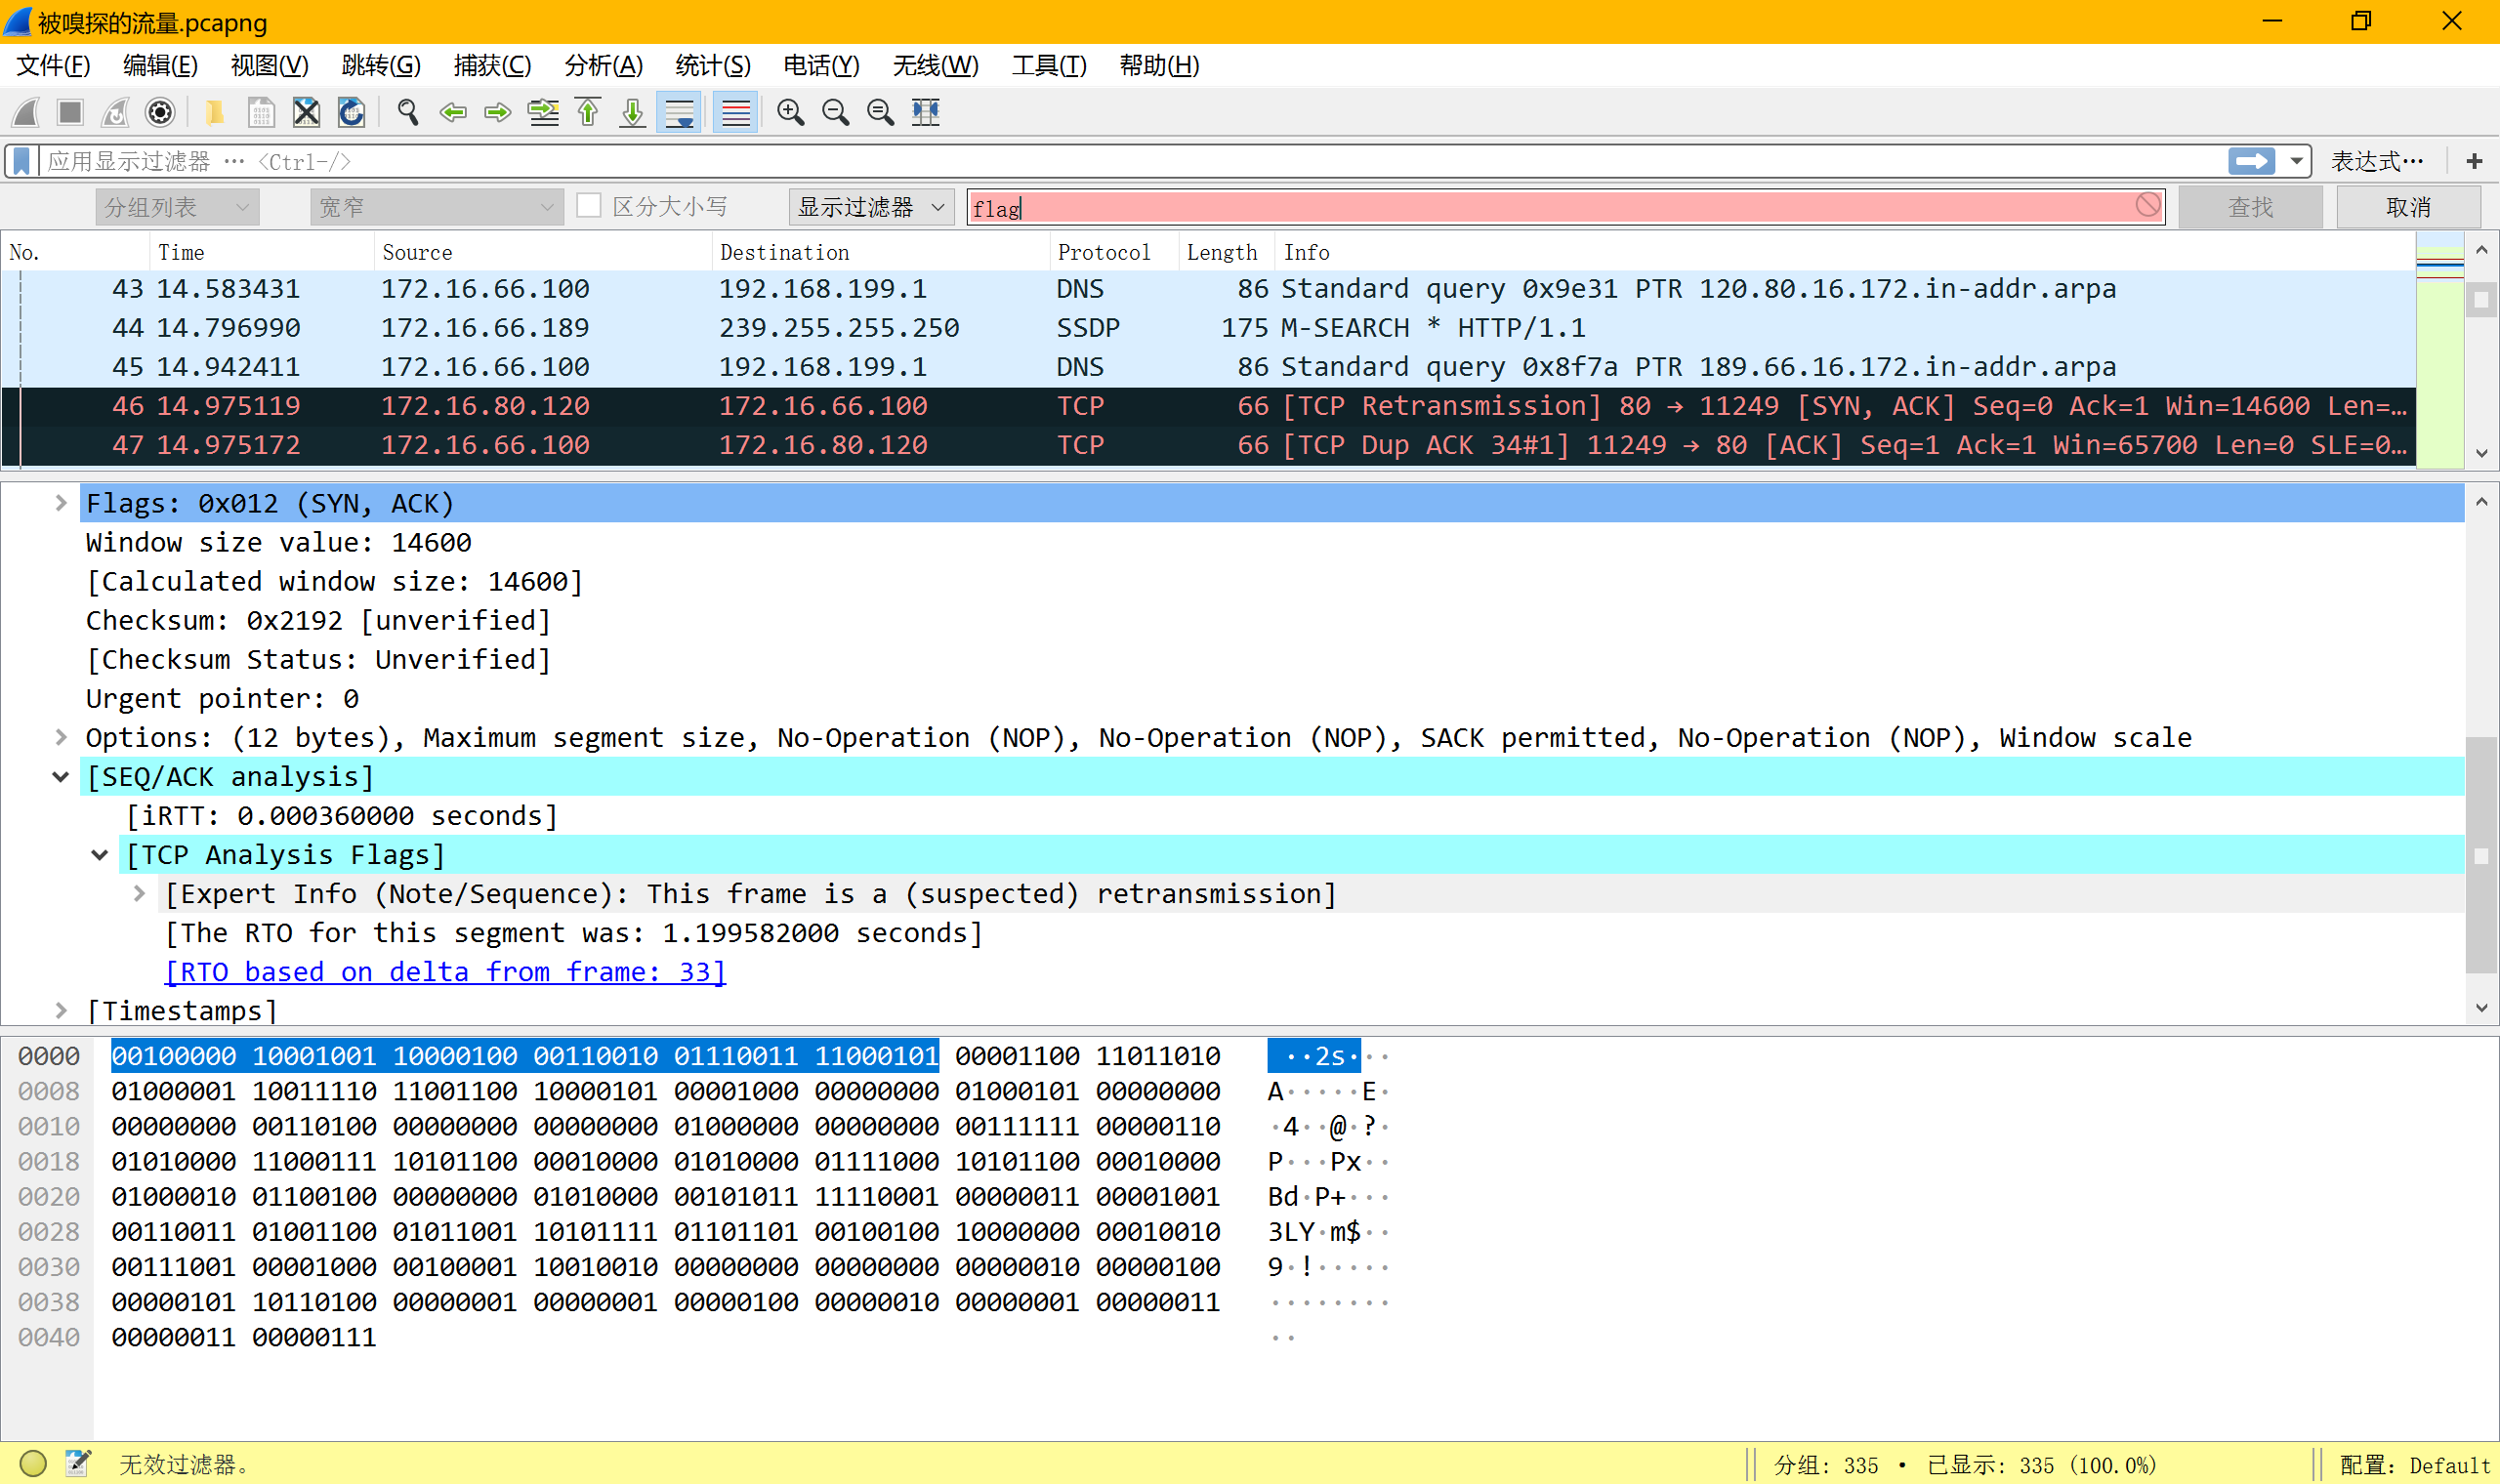 被嗅探的流量.pcapng
文件(F) 编辑(E) 视图(V) 跳转(G) 捕获(C) 分析(A) 统计(S) 电话(Y) 无线(W) 工具(T) 帮助(H)
应用显示过滤器 … <Ctrl-/> 表达式… +
分组列表 宽窄 区分大小写 显示过滤器 flag 查找 取消
No. Time Source Destination Protocol Length Info
43 14.583431 172.16.66.100 192.168.199.1 DNS 86 Standard query 0x9e31 PTR 120.80.16.172.in-addr.arpa
44 14.796990 172.16.66.189 239.255.255.250 SSDP 175 M-SEARCH * HTTP/1.1
45 14.942411 172.16.66.100 192.168.199.1 DNS 86 Standard query 0x8f7a PTR 189.66.16.172.in-addr.arpa
46 14.975119 172.16.80.120 172.16.66.100 TCP 66 [TCP Retransmission] 80 → 11249 [SYN, ACK] Seq=0 Ack=1 Win=14600 Len=…
47 14.975172 172.16.66.100 172.16.80.120 TCP 66 [TCP Dup ACK 34#1] 11249 → 80 [ACK] Seq=1 Ack=1 Win=65700 Len=0 SLE=0…
Flags: 0x012 (SYN, ACK)
Window size value: 14600
[Calculated window size: 14600]
Checksum: 0x2192 [unverified]
[Checksum Status: Unverified]
Urgent pointer: 0
Options: (12 bytes), Maximum segment size, No-Operation (NOP), No-Operation (NOP), SACK permitted, No-Operation (NOP), Window scale
[SEQ/ACK analysis]
[iRTT: 0.000360000 seconds]
[TCP Analysis Flags]
[Expert Info (Note/Sequence): This frame is a (suspected) retransmission]
[The RTO for this segment was: 1.199582000 seconds]
[RTO based on delta from frame: 33]
[Timestamps]
0000 00100000 10001001 10000100 00110010 01110011 11000101 00001100 11011010 ··2s···
0008 01000001 10011110 11001100 10000101 00001000 00000000 01000101 00000000 A·····E·
0010 00000000 00110100 00000000 00000000 01000000 00000000 00111111 00000110 ·4··@·?·
0018 01010000 11000111 10101100 00010000 01010000 01111000 10101100 00010000 P···Px··
0020 01000010 01100100 00000000 01010000 00101011 11110001 00000011 00001001 Bd·P+···
0028 00110011 01001100 01011001 10101111 01101101 00100100 10000000 00010010 3LY·m$··
0030 00111001 00001000 00100001 10010010 00000000 00000000 00000010 00000100 9·!·····
0038 00000101 10110100 00000001 00000001 00000100 00000010 00000001 00000011 ········
0040 00000011 00000111 ··
无效过滤器。 分组: 335 · 已显示: 335 (100.0%) 配置: Default